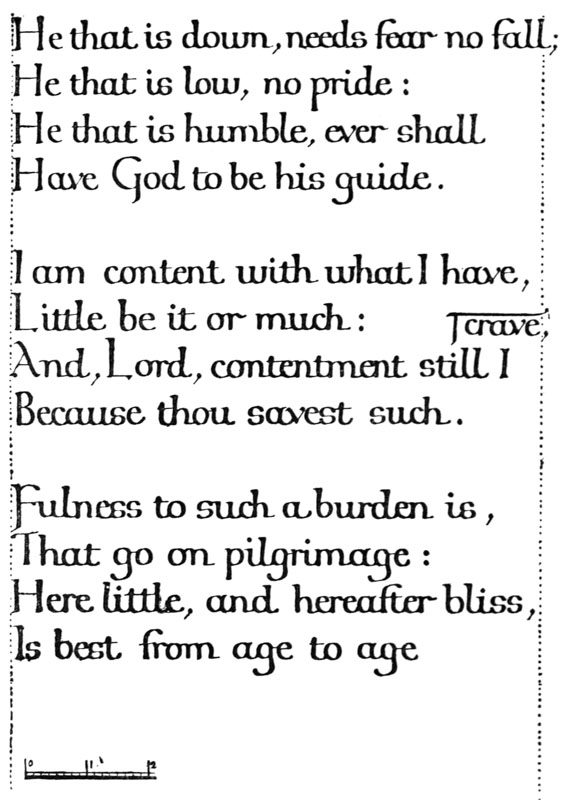 He that is down, needs fear no fall;
He that is low, no pride :
He that is humble, ever shall
Have God to be his guide.
I am content with what I have,
Little be it or much :
crave,
And, Lord, contentment still I
Because thou savest such.
Fulness to such a burden is,
That go on pilgrimage :
Here little, and hereafter bliss,
Is best from age to age
0 1 2